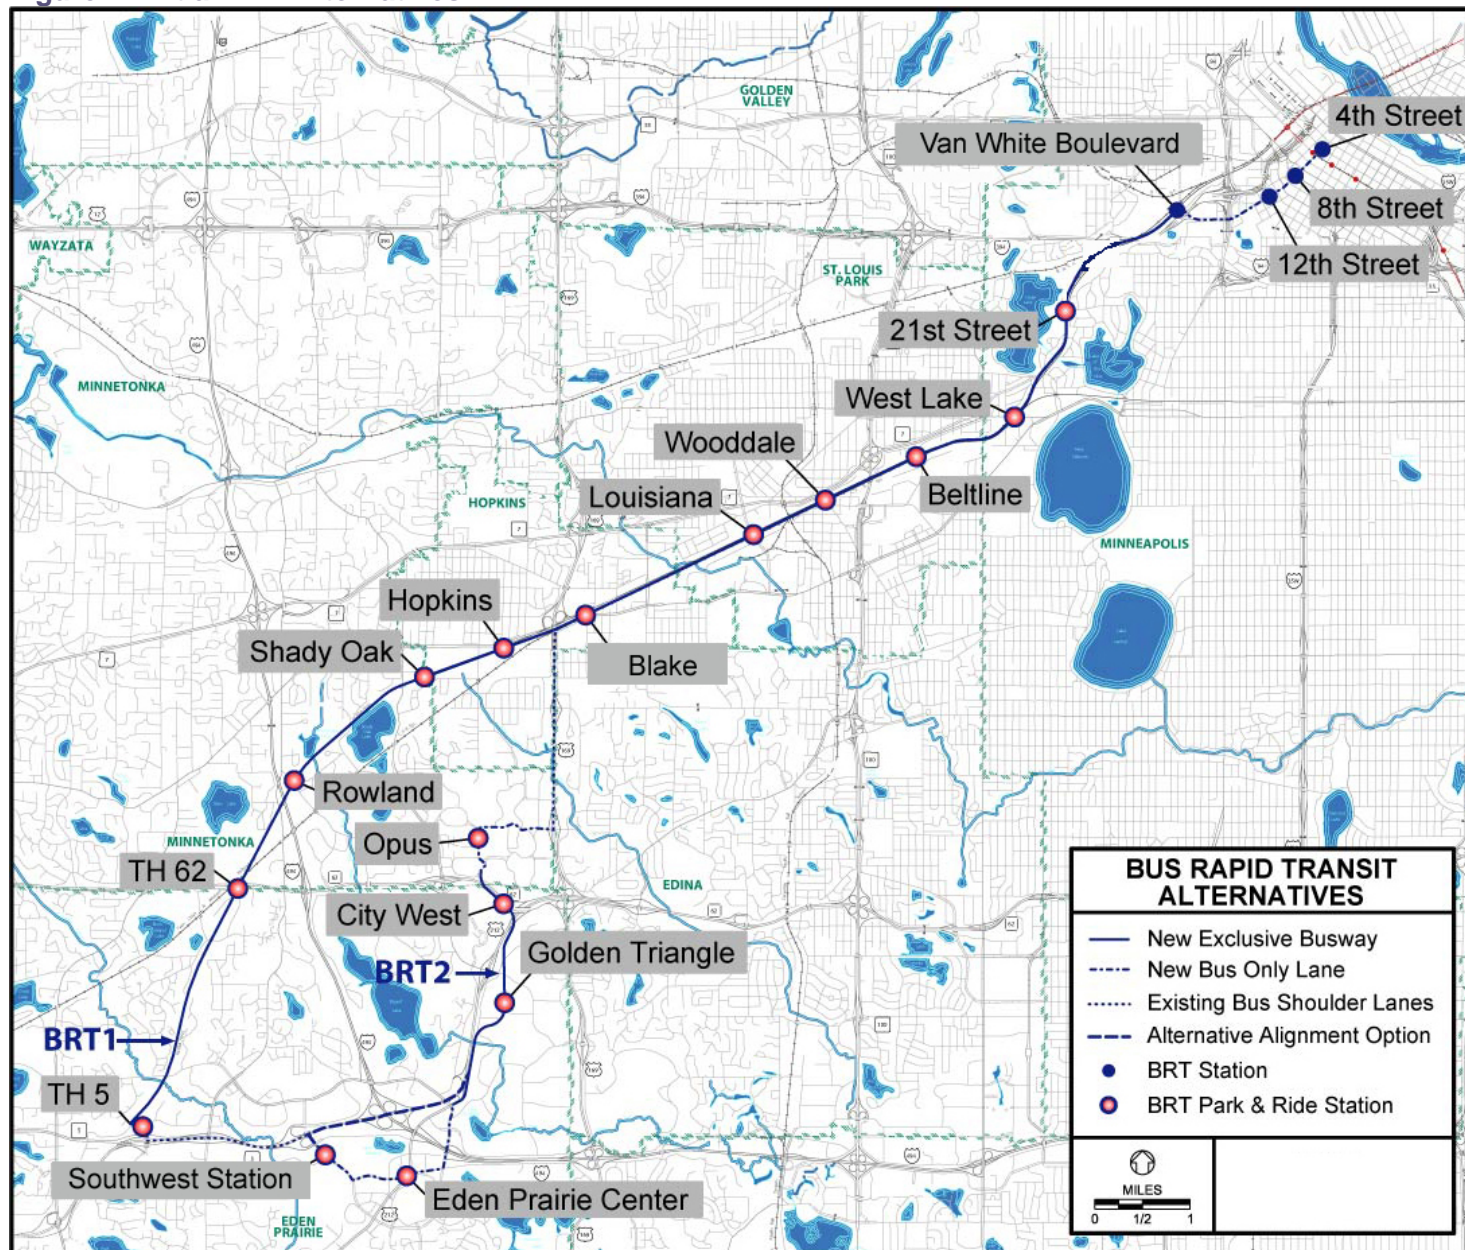 GOLDEN
VALLEY
4th Street
Van White Boulevard
8th Street
WAYZATA
12th Street
ST. LOUIS
PARK
21st Street
MINNETONKA
West Lake
Wooddale
HOPKINS
Louisiana
Beltline
MINNEAPOLIS
Hopkins
Shady Oak
Blake
Rowland
MINNETONKA
Opus
TH 62
EDINA
City West
Golden Triangle
BRT2
BRT1
TH 5
Southwest Station
Eden Prairie Center
EDEN
PRAIRIE
BUS RAPID TRANSIT
ALTERNATIVES
New Exclusive Busway
New Bus Only Lane
Existing Bus Shoulder Lanes
Alternative Alignment Option
BRT Station
BRT Park & Ride Station
MILES
0 1/2 1